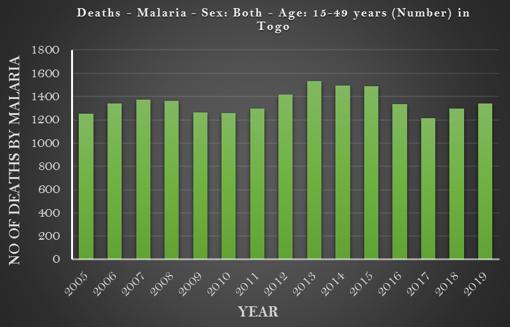 Deaths - Malaria - Sex: Both - Age: 15-49 years (Number) in
Togo
NO OF DEATHS BY MALARIA
1800
1600
1400
1200
1000
800
600
400
200
0
2005 2006 2007 2008 2009 2010 2011 2012 2013 2014 2015 2016 2017 2018 2019
YEAR